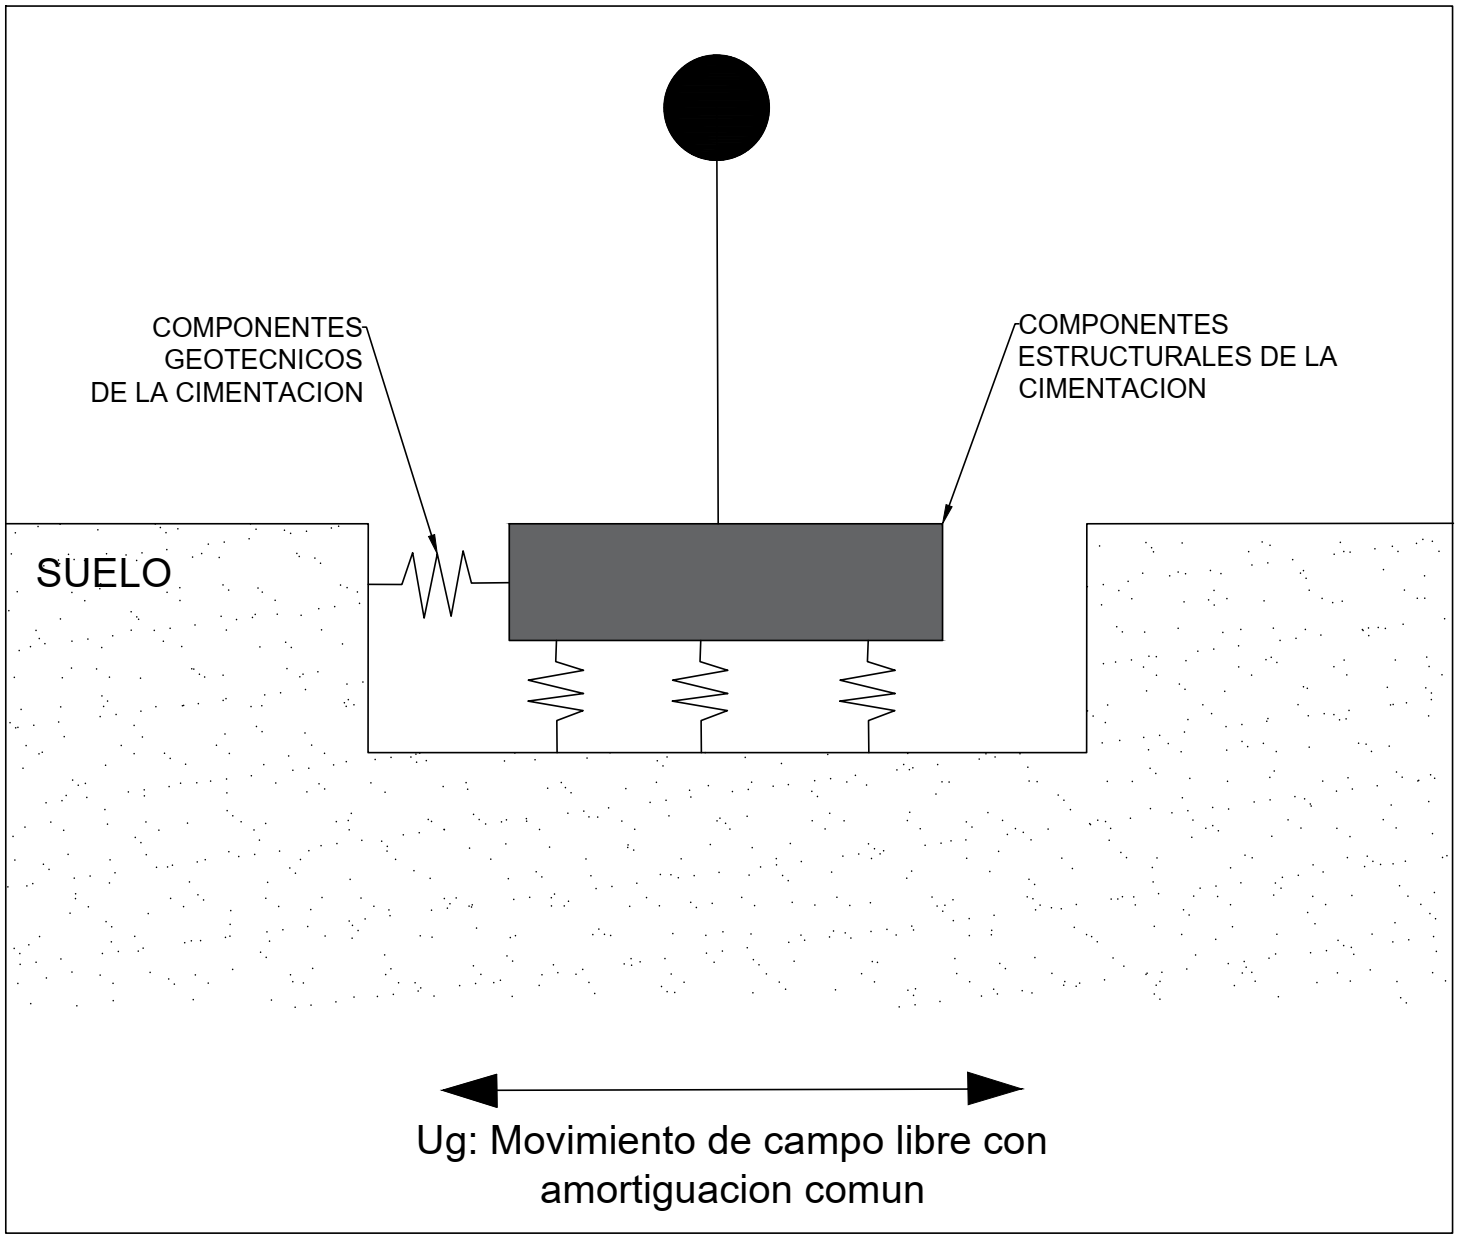 COMPONENTES
GEOTECNICOS
DE LA CIMENTACION
COMPONENTES
ESTRUCTURALES DE LA
CIMENTACION
SUELO
Ug: Movimiento de campo libre con
amortiguacion comun